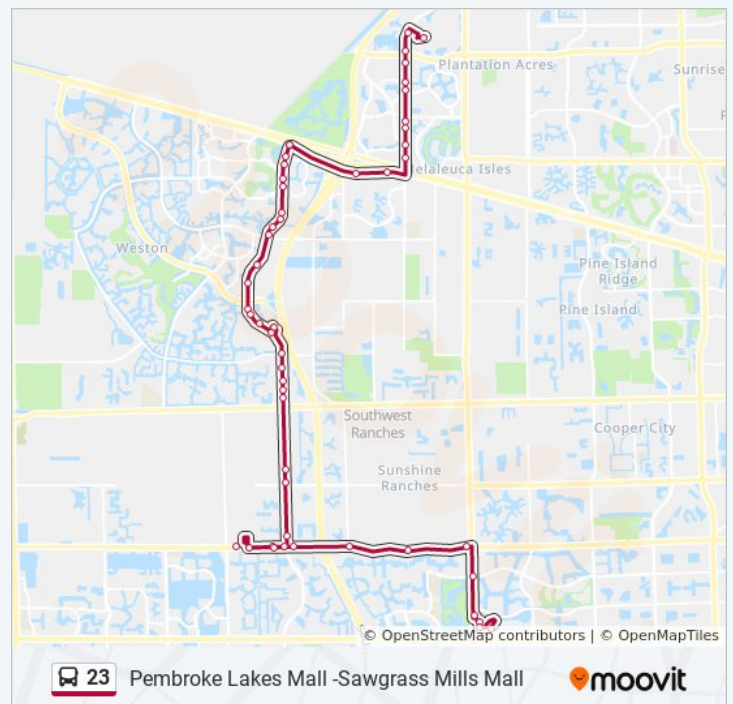 Plantation Acres
Sunrise
elaleuca Isles
Weston
Pine Island
Ridge
Pine Island
Southwest
Ranches
Cooper City
Sunshine
Ranches
© OpenStreetMap contributors | © OpenMapTiles
23 Pembroke Lakes Mall -Sawgrass Mills Mall
moovit